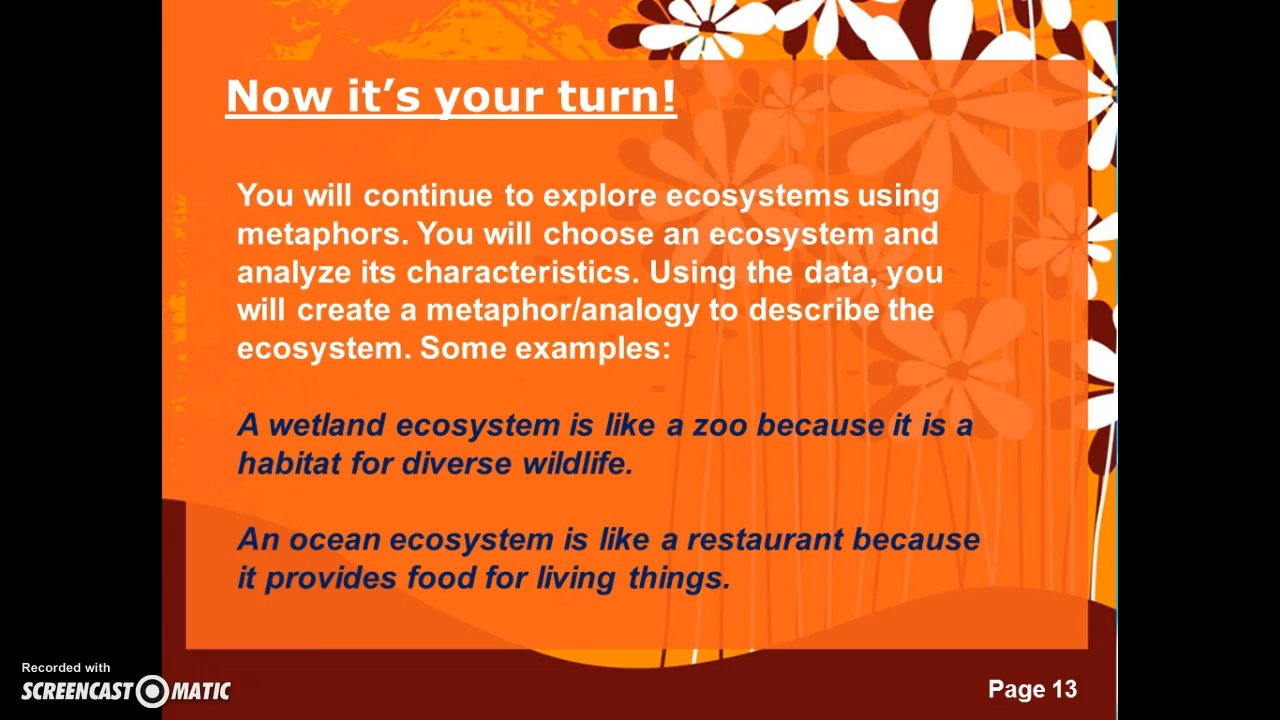 Now it’s your turn!
You will continue to explore ecosystems using
metaphors. You will choose an ecosystem and
analyze its characteristics. Using the data, you
will create a metaphor/analogy to describe the
ecosystem. Some examples:
A wetland ecosystem is like a zoo because it is a
habitat for diverse wildlife.
An ocean ecosystem is like a restaurant because
it provides food for living things.
Recorded with
SCREENCAST MATIC
Page 13